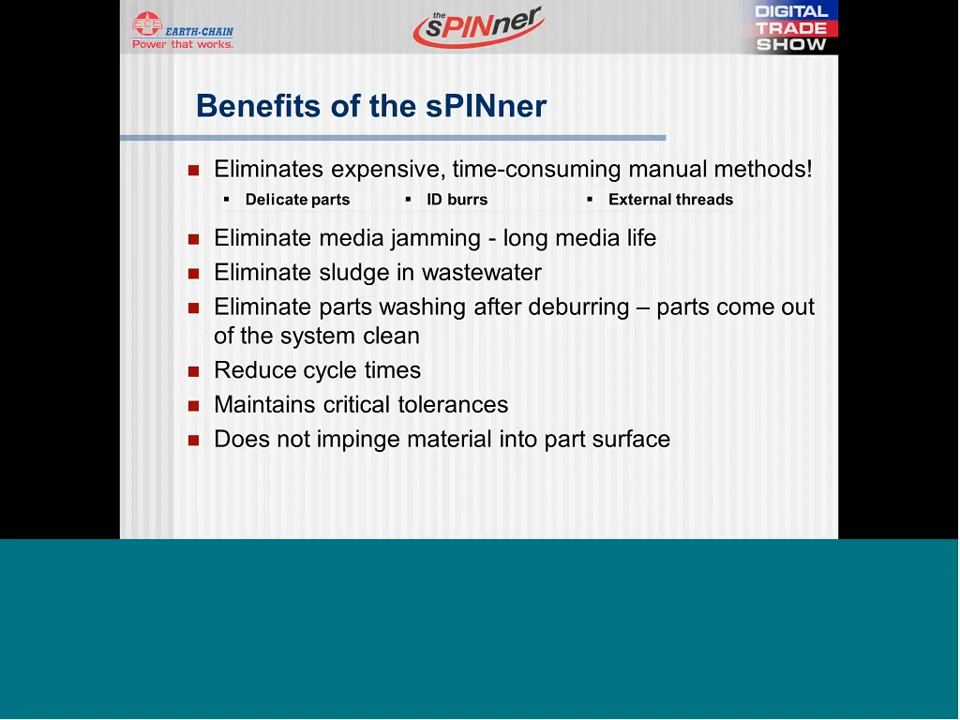 ECE
EARTH-CHAIN
Power that works.
the
sPINner
DIGITAL
TRADE
SHOW
Benefits of the sPINner
Eliminates expensive, time-consuming manual methods!
Delicate parts ID burrs External threads
Eliminate media jamming - long media life
Eliminate sludge in wastewater
Eliminate parts washing after deburring – parts come out
of the system clean
Reduce cycle times
Maintains critical tolerances
Does not impinge material into part surface